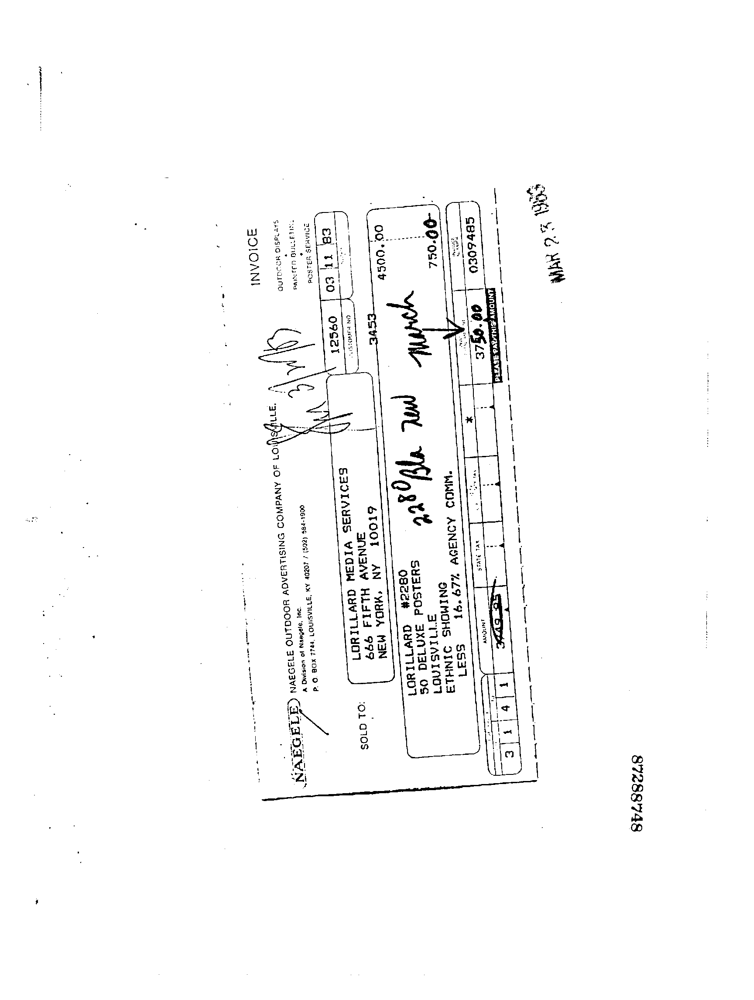 INVOICE
NAEGELE
NAEGELE OUTDOOR ADVERTISING COMPANY OF LOUISVILLE,
A Division of Naegele, Inc.
P. O. BOX 7744, LOUISVILLE, KY 40207 / (502) 584-1900
OUTDOOR DISPLAYS
PAINTED BULLETINS
POSTER SERVICE
12560 03 11 83
CUSTOMER NO
SOLD TO:
LORILLARD MEDIA SERVICES
666 FIFTH AVENUE
NEW YORK, NY 10019
3453 4500.00
LORILLARD #2280
50 DELUXE POSTERS
LOUISVILLE
ETHNIC SHOWING
LESS 16.67% AGENCY COMM. 750.00
2280 Bla New March
AMOUNT
STATE TAX
3 1 4 1
*
3750.00
0309485
PLEASE PAY THIS AMOUNT
MAR 23 1983
87288748